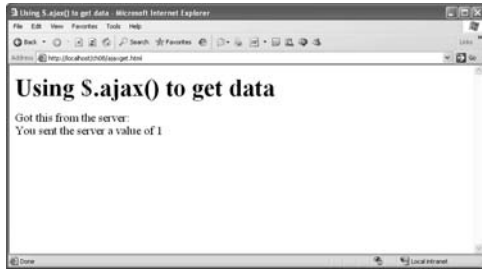 Using $.ajax() to get data - Microsoft Internet Explorer
File Edit View Favorites Tools Help
Back Search Favorites
Address http://localhost/ch06/ajaxget.html Go Links
Using $.ajax() to get data
Got this from the server:
You sent the server a value of 1
Done Local intranet